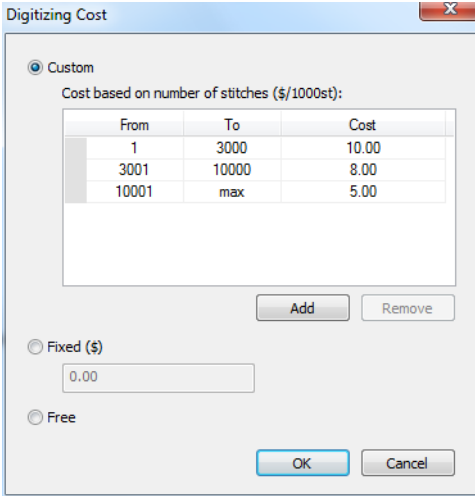 Digitizing Cost
Custom
Cost based on number of stitches ($/1000st):
From To Cost
1 3000 10.00
3001 10000 8.00
10001 max 5.00
Add Remove
Fixed ($)
0.00
Free
OK Cancel